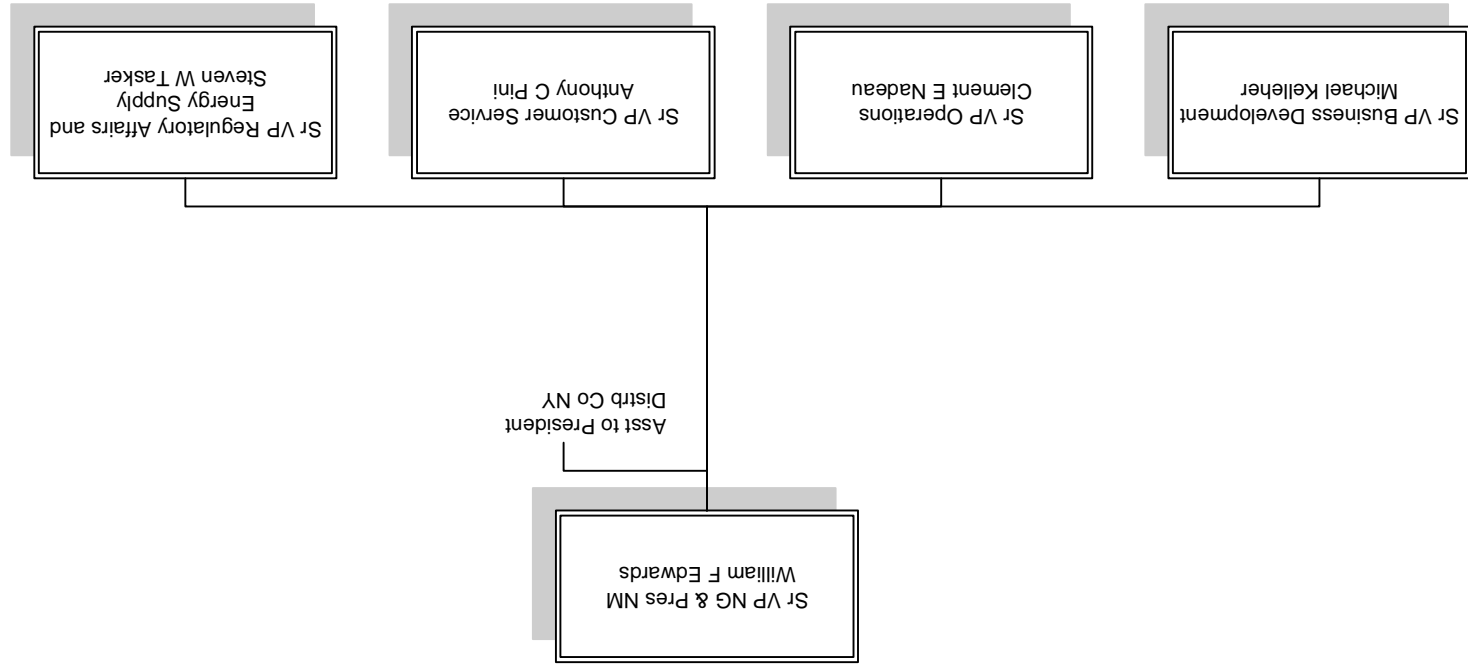 Sr VP NG & Pres NM
William F Edwards
Asst to President
Distrb Co NY
Sr VP Business Development
Michael Kelleher
Sr VP Operations
Clement E Nadeau
Sr VP Customer Service
Anthony C Pini
Sr VP Regulatory Affairs and
Energy Supply
Steven W Tasker